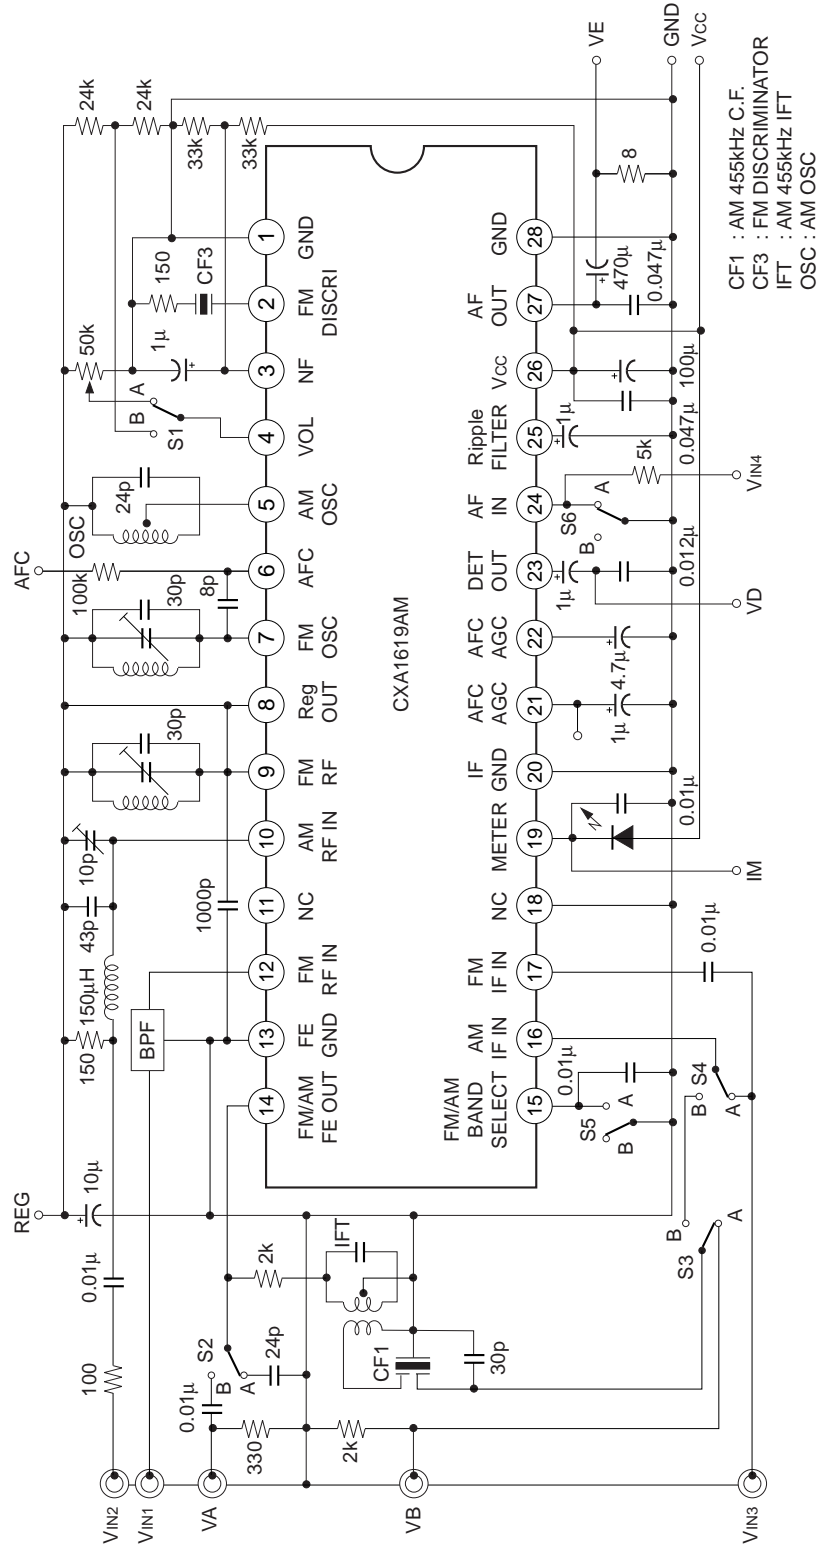 REG
AFC
10µ
150
150µH
43p
10p
30p
30p
100k
8p
OSC
24p
50k
1µ
150
CF3
24k
24k
33k
33k
A
B
S1
0.01µ
100
BPF
1000p
14
13
12
11
10
9
8
7
6
5
4
3
2
1
FM/AM
FE OUT
FE
GND
FM
RF IN
NC
AM
RF IN
FM
RF
Reg
OUT
FM
OSC
AFC
AM
OSC
VOL
NF
FM
DISCRI
GND
CXA1619AM
FM/AM
BAND
SELECT
AM
IF IN
FM
IF IN
NC
METER
IF
GND
AFC
AGC
AFC
AGC
DET
OUT
AF
IN
Ripple
FILTER
VCC
AF
OUT
GND
15
16
17
18
19
20
21
22
23
24
25
26
27
28
S2
B
A
0.01µ
24p
330
2k
2k
IFT
CF1
30p
S3
B
A
S4
B
A
S5
B
A
0.01µ
0.01µ
0.01µ
1µ
4.7µ
1µ
0.012µ
S6
B
A
5k
1µ
0.047µ
100µ
470µ
0.047µ
8
VIN2
VIN1
VA
VB
VIN3
IM
VD
VIN4
VE
GND
VCC
CF1 : AM 455kHz C.F.
CF3 : FM DISCRIMINATOR
IFT : AM 455kHz IFT
OSC : AM OSC